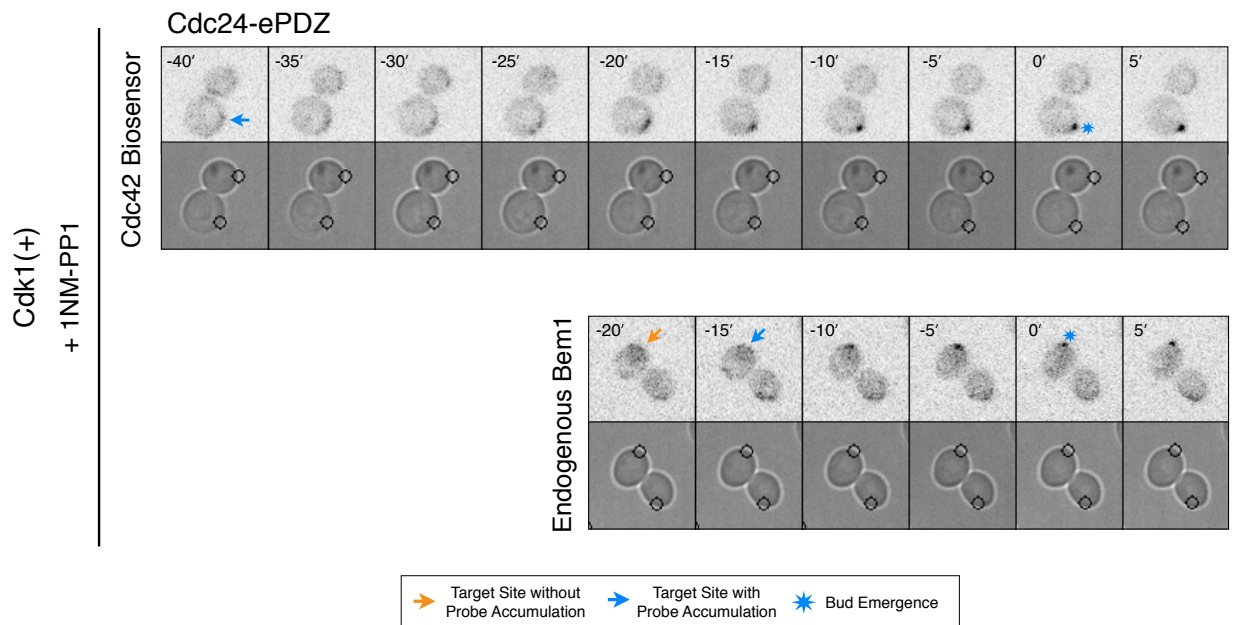 Cdc24-ePDZ
Cdk1(+)
+ 1NM-PP1
Cdc42 Biosensor
-40′ -35′ -30′ -25′ -20′ -15′ -10′ -5′ 0′ 5′
Endogenous Bem1
-20′ -15′ -10′ -5′ 0′ 5′
Target Site without
Probe Accumulation
Target Site with
Probe Accumulation
Bud Emergence